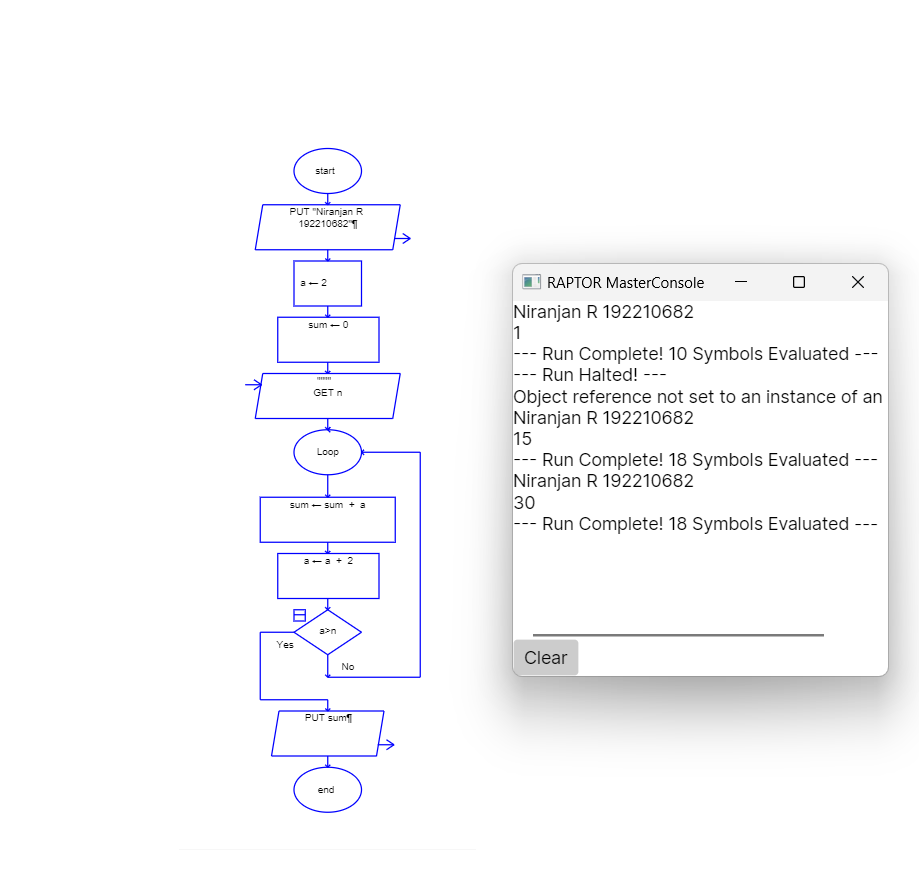 start
PUT "Niranjan R
192210682"¶
a ← 2
sum ← 0
""""
GET n
Loop
sum ← sum + a
a ← a + 2
a>n
Yes
No
PUT sum¶
end
RAPTOR MasterConsole
Niranjan R 192210682
1
--- Run Complete! 10 Symbols Evaluated ---
--- Run Halted! ---
Object reference not set to an instance of an
Niranjan R 192210682
15
--- Run Complete! 18 Symbols Evaluated ---
Niranjan R 192210682
30
--- Run Complete! 18 Symbols Evaluated ---
Clear